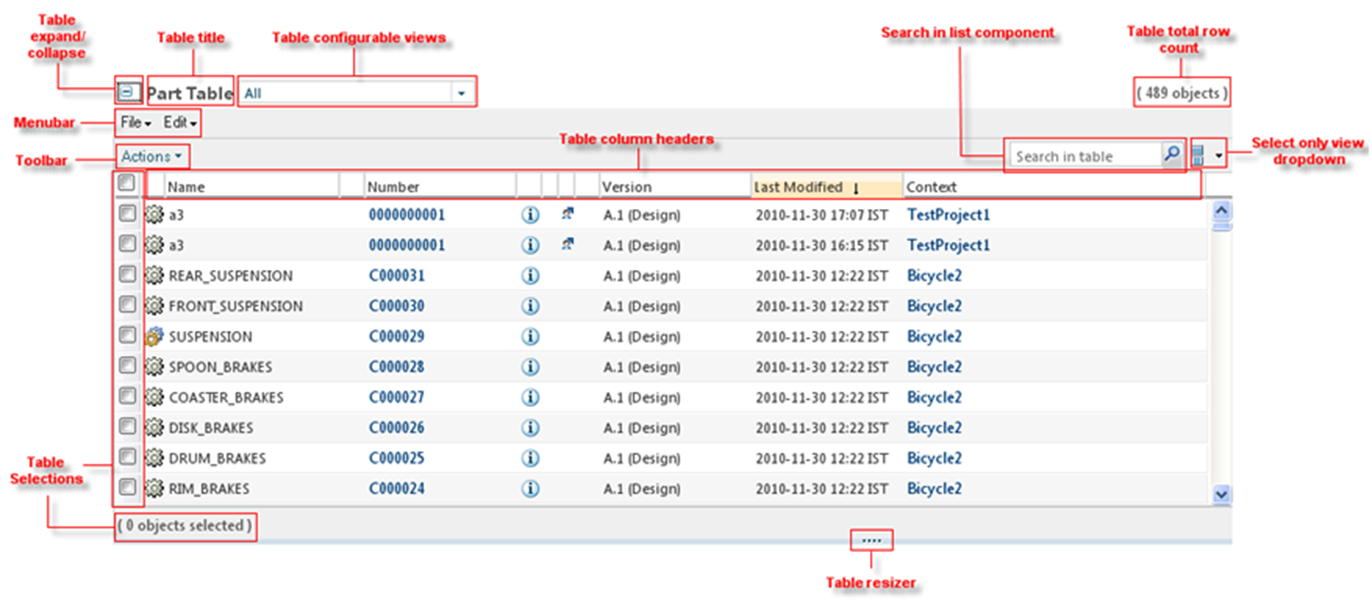 Table
expand/
collapse
Table title
Table configurable views
Search in list component
Table total row
count
Part Table All
( 489 objects )
Menubar
File Edit
Table column headers
Toolbar
Actions
Search in table
Select only view
dropdown
Name Number Version Last Modified Context
a3 0000000001 A.1 (Design) 2010-11-30 17:07 IST TestProject1
a3 0000000001 A.1 (Design) 2010-11-30 16:15 IST TestProject1
REAR_SUSPENSION C000031 A.1 (Design) 2010-11-30 12:22 IST Bicycle2
FRONT_SUSPENSION C000030 A.1 (Design) 2010-11-30 12:22 IST Bicycle2
SUSPENSION C000029 A.1 (Design) 2010-11-30 12:22 IST Bicycle2
SPOON_BRAKES C000028 A.1 (Design) 2010-11-30 12:22 IST Bicycle2
COASTER_BRAKES C000027 A.1 (Design) 2010-11-30 12:22 IST Bicycle2
DISK_BRAKES C000026 A.1 (Design) 2010-11-30 12:22 IST Bicycle2
DRUM_BRAKES C000025 A.1 (Design) 2010-11-30 12:22 IST Bicycle2
RIM_BRAKES C000024 A.1 (Design) 2010-11-30 12:22 IST Bicycle2
Table
Selections
( 0 objects selected )
Table resizer